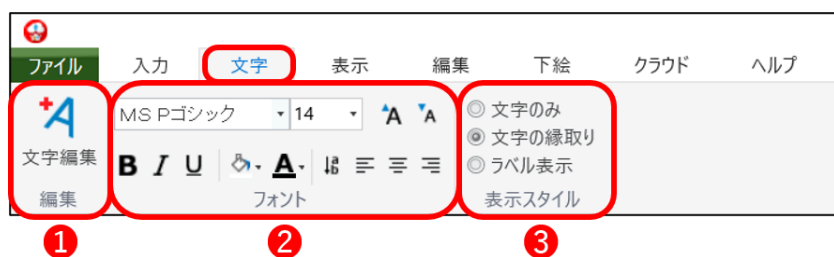 ファイル 入力 文字 表示 編集 下絵 クラウド ヘルプ
A MS Pゴシック 14 A A 文字のみ
文字の縁取り
文字編集 B I U A ラベル表示
編集 フォント 表示スタイル
1 2 3